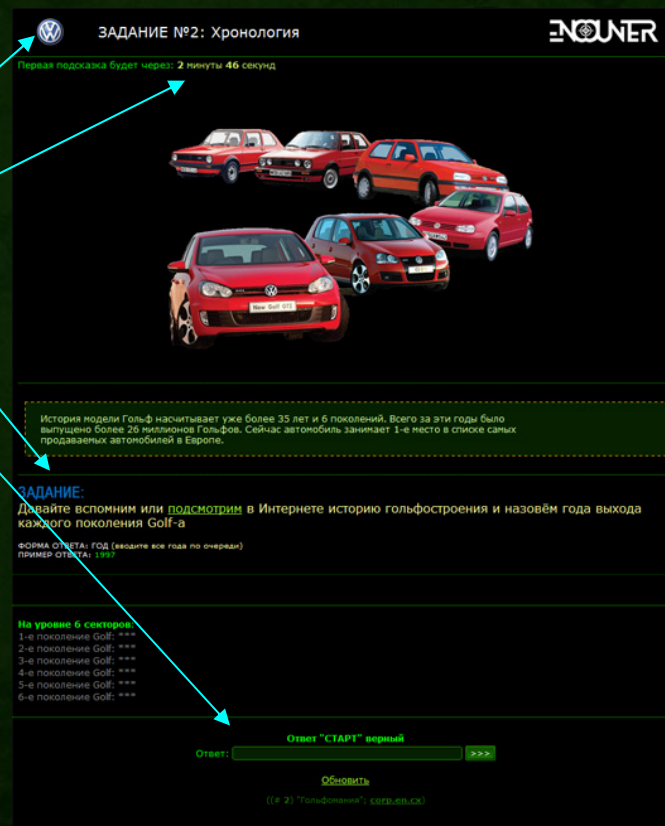 ЗАДАНИЕ №2: Хронология
ENCOUNTER
Первая подсказка будет через: 2 минуты 46 секунд
New Golf GTI
История модели Гольф насчитывает уже более 35 лет и 6 поколений. Всего за эти годы было
выпущено более 26 миллионов Гольфов. Сейчас автомобиль занимает 1-е место в списке самых
продаваемых автомобилей в Европе.
ЗАДАНИЕ:
Давайте вспомним или подсмотрим в Интернете историю гольфостроения и назовём года выхода
каждого поколения Golf-а
ФОРМА ОТВЕТА: ГОД (вводите все года по очереди)
ПРИМЕР ОТВЕТА: 1997
На уровне 6 секторов:
1-е поколение Golf: ***
2-е поколение Golf: ***
3-е поколение Golf: ***
4-е поколение Golf: ***
5-е поколение Golf: ***
6-е поколение Golf: ***
Ответ "СТАРТ" верный
Ответ: >>>
Обновить
((# 2) "Гольфомания"; corp.en.cx)